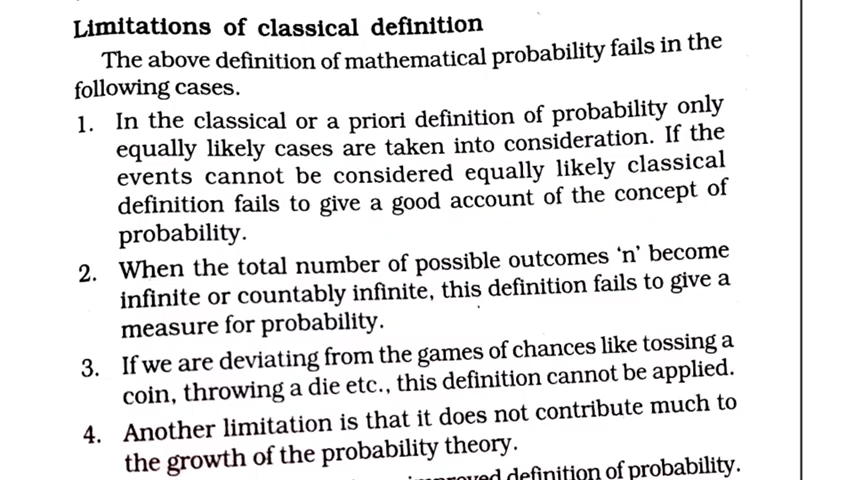 Limitations of classical definition
The above definition of mathematical probability fails in the
following cases.
1. In the classical or a priori definition of probability only
equally likely cases are taken into consideration. If the
events cannot be considered equally likely classical
definition fails to give a good account of the concept of
probability.
2. When the total number of possible outcomes ‘n’ become
infinite or countably infinite, this definition fails to give a
measure for probability.
3. If we are deviating from the games of chances like tossing a
coin, throwing a die etc., this definition cannot be applied.
4. Another limitation is that it does not contribute much to
the growth of the probability theory.
improved definition of probability.